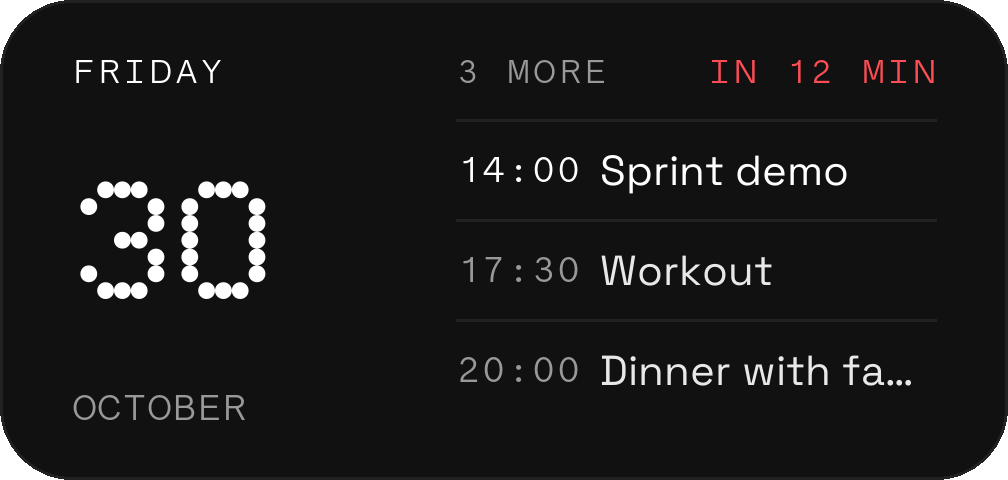 FRIDAY
30
OCTOBER
3 MORE IN 12 MIN
14:00 Sprint demo
17:30 Workout
20:00 Dinner with fa…